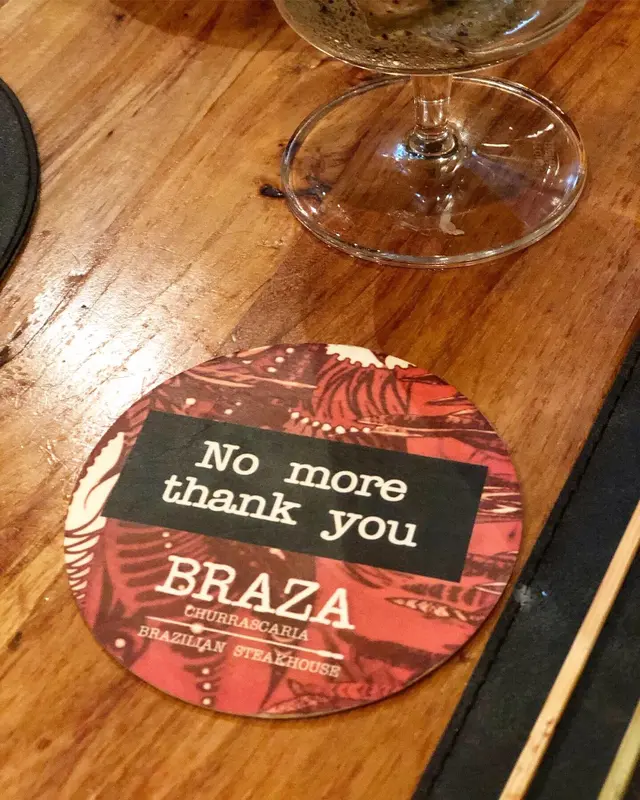 No more
thank you
BRAZA
CHURRASCARIA
BRAZILIAN STEAKHOUSE